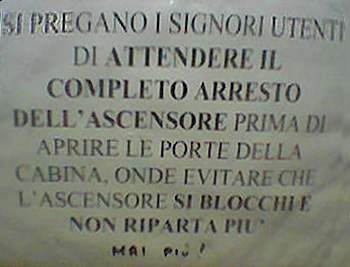 SI PREGANO I SIGNORI UTENTI
DI ATTENDERE IL
COMPLETO ARRESTO
DELL'ASCENSORE PRIMA DI
APRIRE LE PORTE DELLA
CABINA, ONDE EVITARE CHE
L'ASCENSORE SI BLOCCHI E
NON RIPARTA PIU'
MAI PIÙ!